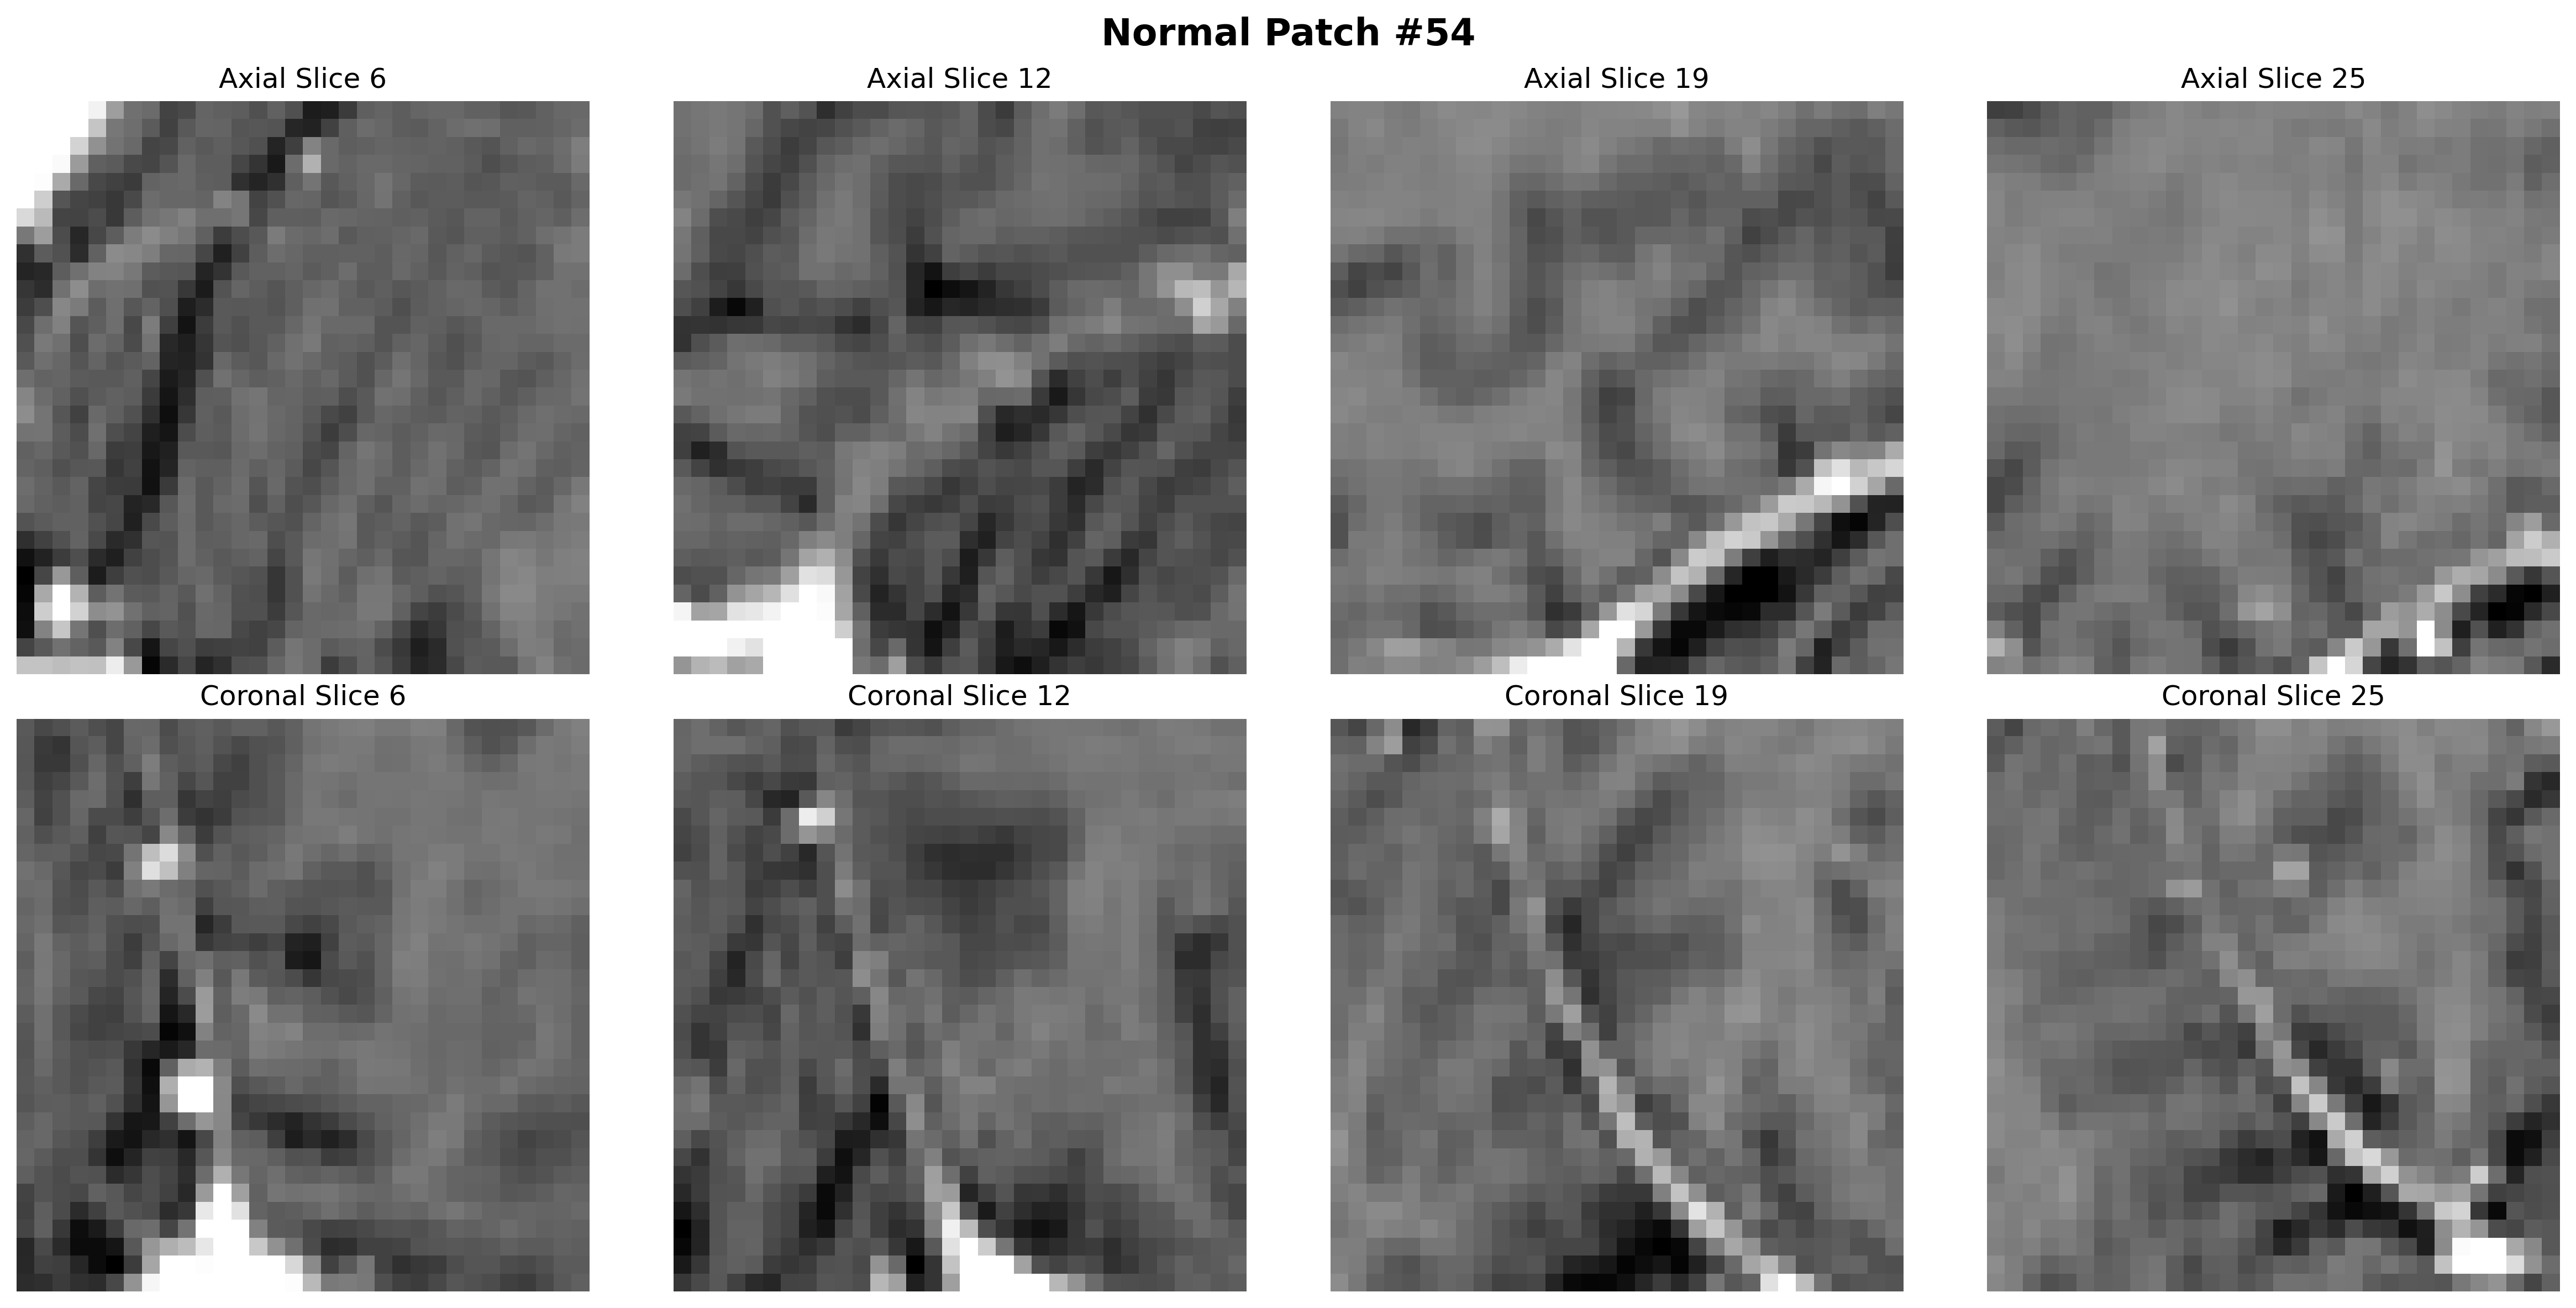 Normal Patch #54
Axial Slice 6
Axial Slice 12
Axial Slice 19
Axial Slice 25
Coronal Slice 6
Coronal Slice 12
Coronal Slice 19
Coronal Slice 25